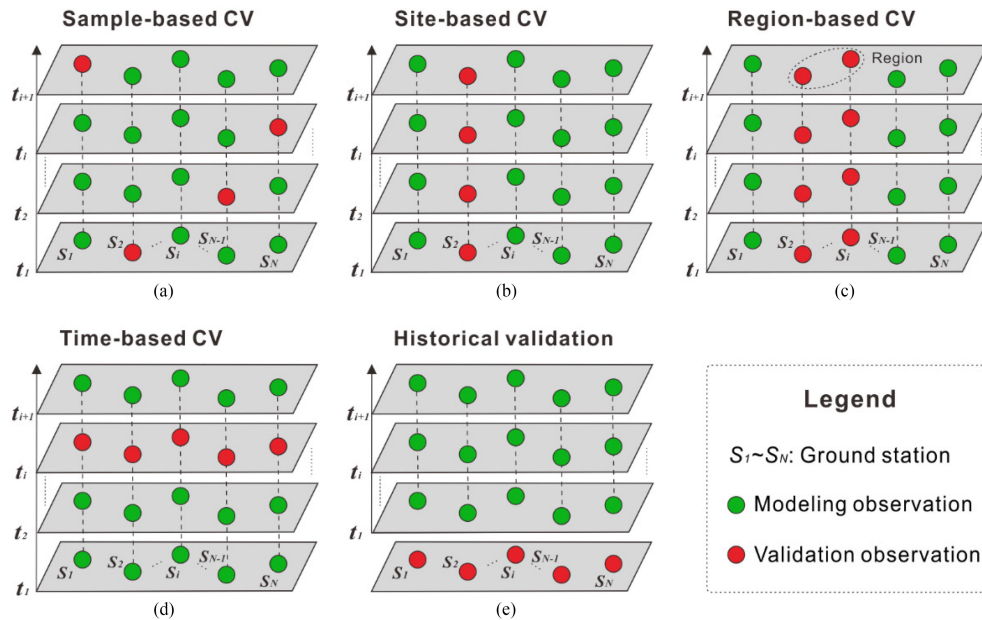 Sample-based CV
Site-based CV
Region-based CV
Region
t_{i+1}
t_{i+1}
t_{i+1}
t_i
t_i
t_i
t_2
t_2
t_2
S_1 S_2 S_i S_{N-1} S_N
S_1 S_2 S_i S_{N-1} S_N
S_1 S_2 S_i S_{N-1} S_N
t_1
t_1
t_1
(a)
(b)
(c)
Time-based CV
Historical validation
t_{i+1}
t_{i+1}
t_i
t_i
t_2
t_1
S_1 S_2 S_i S_{N-1} S_N
S_1 S_2 S_i S_{N-1} S_N
t_1
(d)
(e)
Legend
S_1~S_N: Ground station
Modeling observation
Validation observation